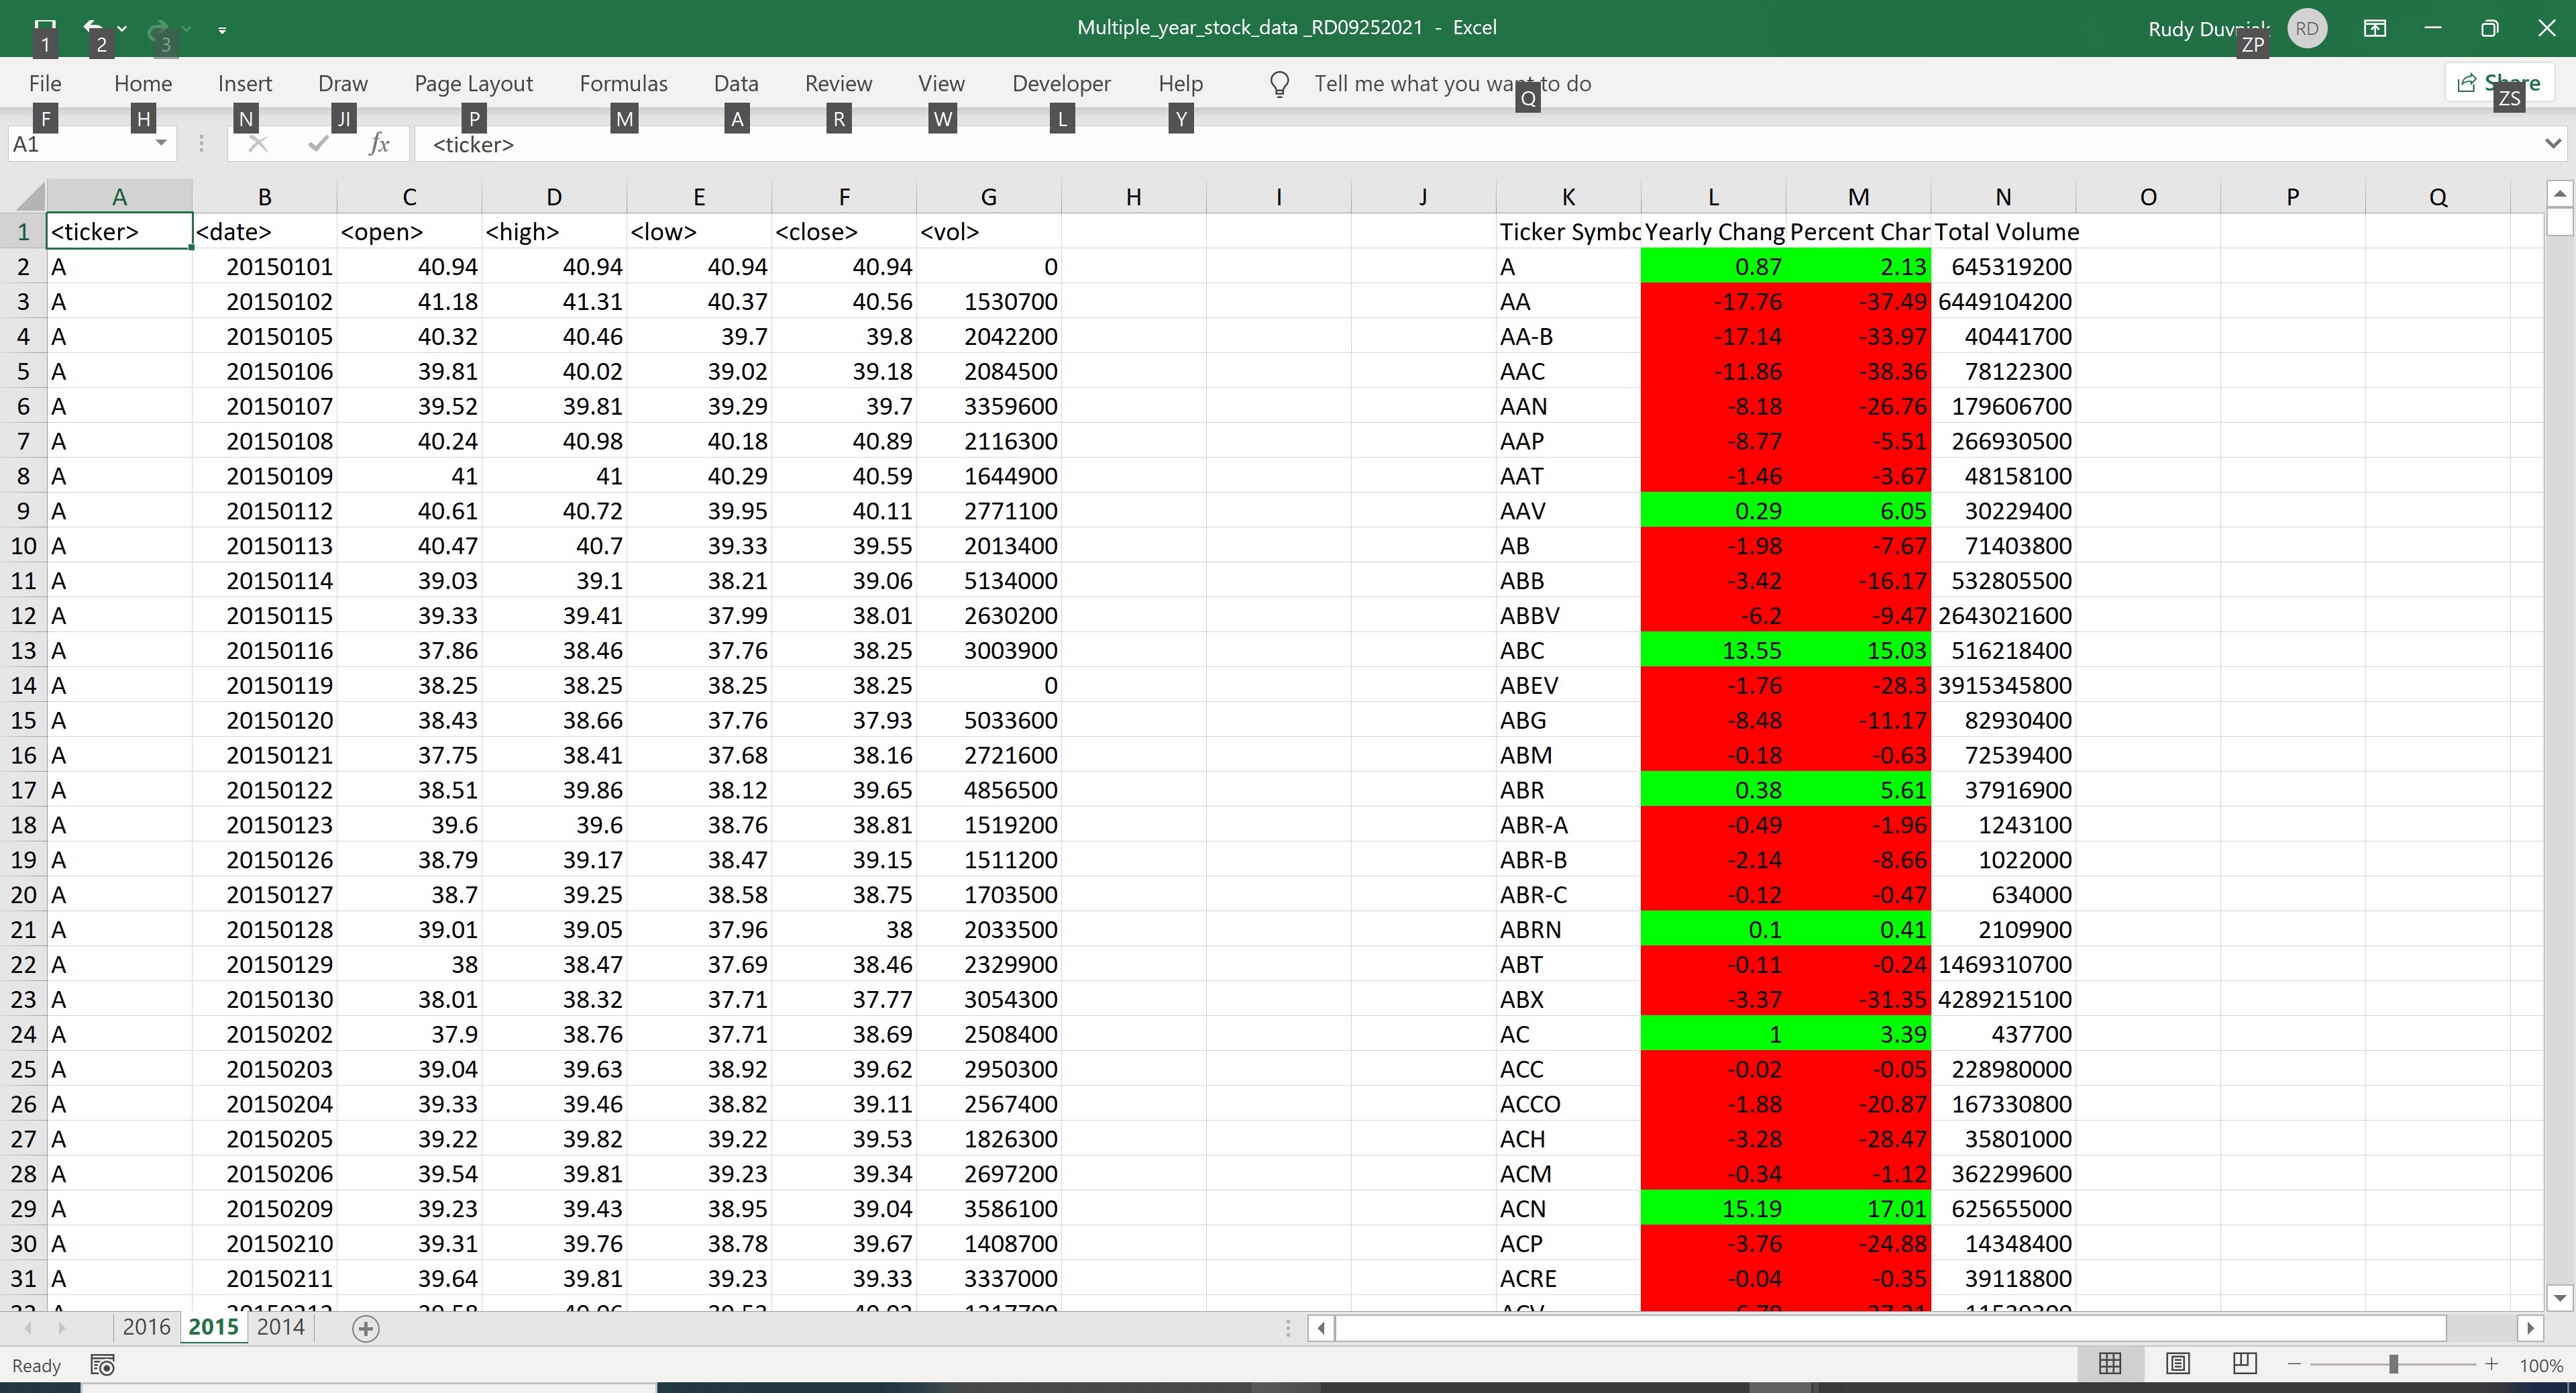 1 2 3 Multiple_year_stock_data _RD09252021 - Excel Rudy Duvnjak RD ZP
File Home Insert Draw Page Layout Formulas Data Review View Developer Help Tell me what you want to do Share
F H N JI P M A R W L Y Q ZS
A1 fx <ticker>
A B C D E F G H I J K L M N O P Q
1 <ticker> <date> <open> <high> <low> <close> <vol> Ticker Symbo Yearly Chang Percent Char Total Volume
2 A 20150101 40.94 40.94 40.94 40.94 0 A 0.87 2.13 645319200
3 A 20150102 41.18 41.31 40.37 40.56 1530700 AA -17.76 -37.49 6449104200
4 A 20150105 40.32 40.46 39.7 39.8 2042200 AA-B -17.14 -33.97 40441700
5 A 20150106 39.81 40.02 39.02 39.18 2084500 AAC -11.86 -38.36 78122300
6 A 20150107 39.52 39.81 39.29 39.7 3359600 AAN -8.18 -26.76 179606700
7 A 20150108 40.24 40.98 40.18 40.89 2116300 AAP -8.77 -5.51 266930500
8 A 20150109 41 41 40.29 40.59 1644900 AAT -1.46 -3.67 48158100
9 A 20150112 40.61 40.72 39.95 40.11 2771100 AAV 0.29 6.05 30229400
10 A 20150113 40.47 40.7 39.33 39.55 2013400 AB -1.98 -7.67 71403800
11 A 20150114 39.03 39.1 38.21 39.06 5134000 ABB -3.42 -16.17 532805500
12 A 20150115 39.33 39.41 37.99 38.01 2630200 ABBV -6.2 -9.47 2643021600
13 A 20150116 37.86 38.46 37.76 38.25 3003900 ABC 13.55 15.03 516218400
14 A 20150119 38.25 38.25 38.25 38.25 0 ABEV -1.76 -28.3 3915345800
15 A 20150120 38.43 38.66 37.76 37.93 5033600 ABG -8.48 -11.17 82930400
16 A 20150121 37.75 38.41 37.68 38.16 2721600 ABM -0.18 -0.63 72539400
17 A 20150122 38.51 39.86 38.12 39.65 4856500 ABR 0.38 5.61 37916900
18 A 20150123 39.6 39.6 38.76 38.81 1519200 ABR-A -0.49 -1.96 1243100
19 A 20150126 38.79 39.17 38.47 39.15 1511200 ABR-B -2.14 -8.66 1022000
20 A 20150127 38.7 39.25 38.58 38.75 1703500 ABR-C -0.12 -0.47 634000
21 A 20150128 39.01 39.05 37.96 38 2033500 ABRN 0.1 0.41 2109900
22 A 20150129 38 38.47 37.69 38.46 2329900 ABT -0.11 -0.24 1469310700
23 A 20150130 38.01 38.32 37.71 37.77 3054300 ABX -3.37 -31.35 4289215100
24 A 20150202 37.9 38.76 37.71 38.69 2508400 AC 1 3.39 437700
25 A 20150203 39.04 39.63 38.92 39.62 2950300 ACC -0.02 -0.05 228980000
26 A 20150204 39.33 39.46 38.82 39.11 2567400 ACCO -1.88 -20.87 167330800
27 A 20150205 39.22 39.82 39.22 39.53 1826300 ACH -3.28 -28.47 35801000
28 A 20150206 39.54 39.81 39.23 39.34 2697200 ACM -0.34 -1.12 362299600
29 A 20150209 39.23 39.43 38.95 39.04 3586100 ACN 15.19 17.01 625655000
30 A 20150210 39.31 39.76 38.78 39.67 1408700 ACP -3.76 -24.88 14348400
31 A 20150211 39.64 39.81 39.23 39.33 3337000 ACRE -0.04 -0.35 39118800
2016 2015 2014
Ready 100%